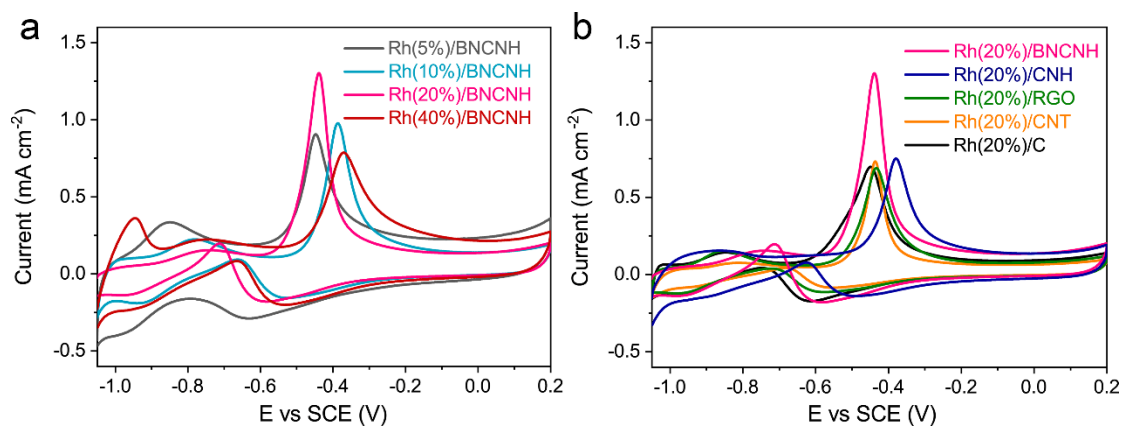 a
1.5
1.0
0.5
0.0
-0.5
Current (mA cm⁻²)
Rh(5%)/BNCNH
Rh(10%)/BNCNH
Rh(20%)/BNCNH
Rh(40%)/BNCNH
-1.0 -0.8 -0.6 -0.4 -0.2 0.0 0.2
E vs SCE (V)
b
1.5
1.0
0.5
0.0
-0.5
Current (mA cm⁻²)
Rh(20%)/BNCNH
Rh(20%)/CNH
Rh(20%)/RGO
Rh(20%)/CNT
Rh(20%)/C
-1.0 -0.8 -0.6 -0.4 -0.2 0.0 0.2
E vs SCE (V)